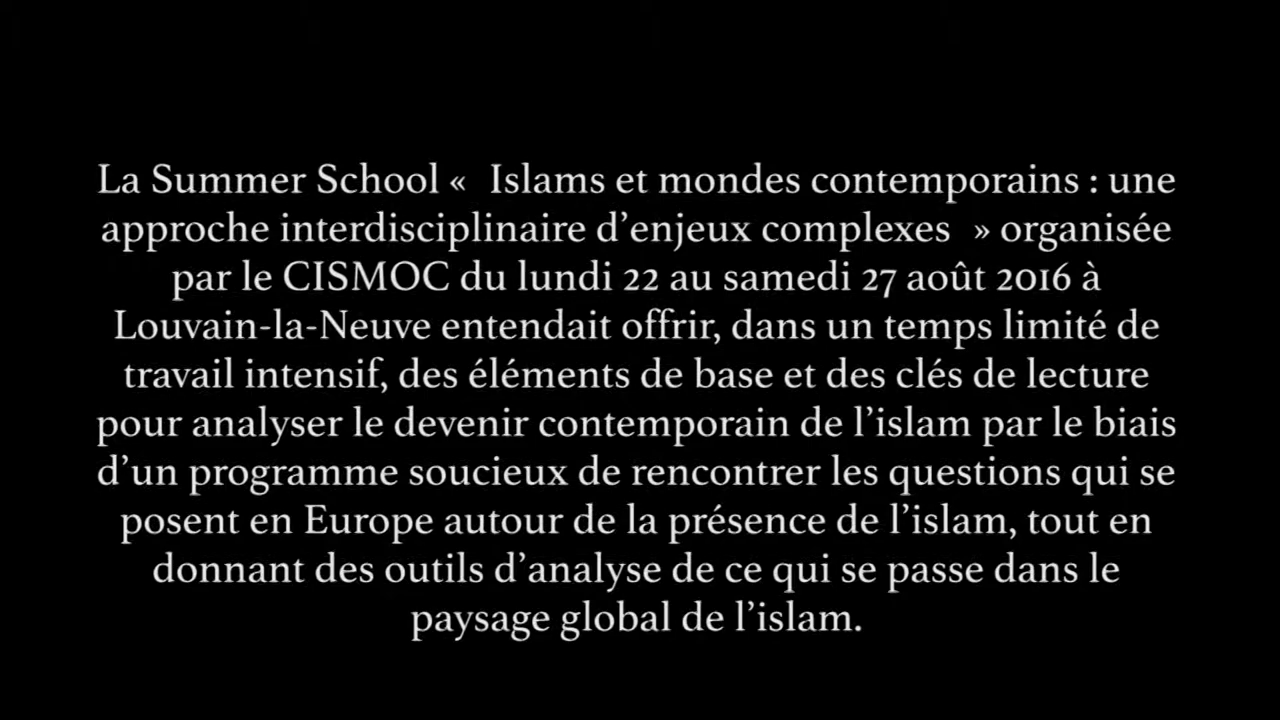 La Summer School «  Islams et mondes contemporains : une
approche interdisciplinaire d’enjeux complexes  » organisée
par le CISMOC du lundi 22 au samedi 27 août 2016 à
Louvain-la-Neuve entendait offrir, dans un temps limité de
travail intensif, des éléments de base et des clés de lecture
pour analyser le devenir contemporain de l’islam par le biais
d’un programme soucieux de rencontrer les questions qui se
posent en Europe autour de la présence de l’islam, tout en
donnant des outils d’analyse de ce qui se passe dans le
paysage global de l’islam.